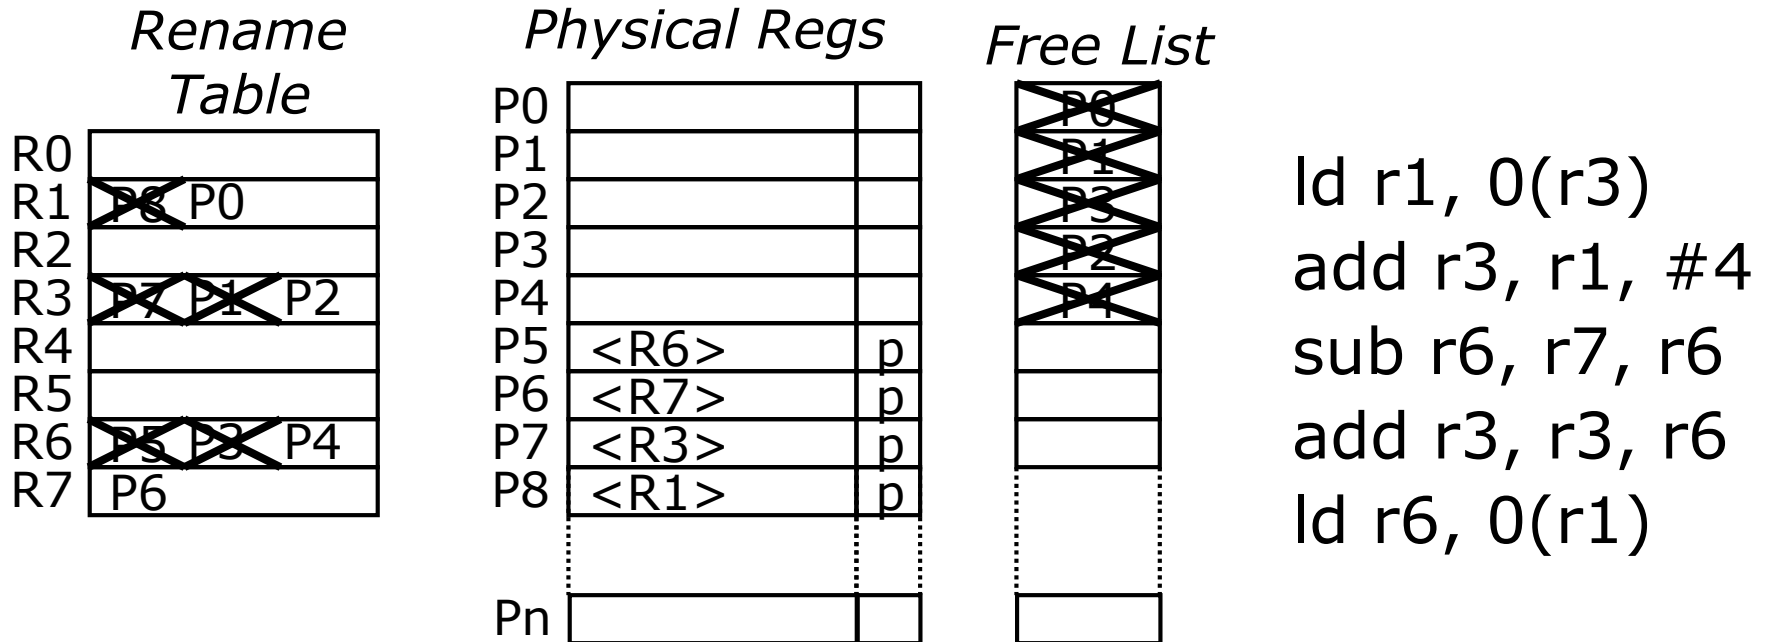 Rename
Table
R0
R1 P8 P0
R2
R3 P7 P1 P2
R4
R5
R6 P5 P3 P4
R7 P6
Physical Regs
P0
P1
P2
P3
P4
P5 <R6> p
P6 <R7> p
P7 <R3> p
P8 <R1> p
Pn
Free List
P0
P1
P3
P2
P4
ld r1, 0(r3)
add r3, r1, #4
sub r6, r7, r6
add r3, r3, r6
ld r6, 0(r1)